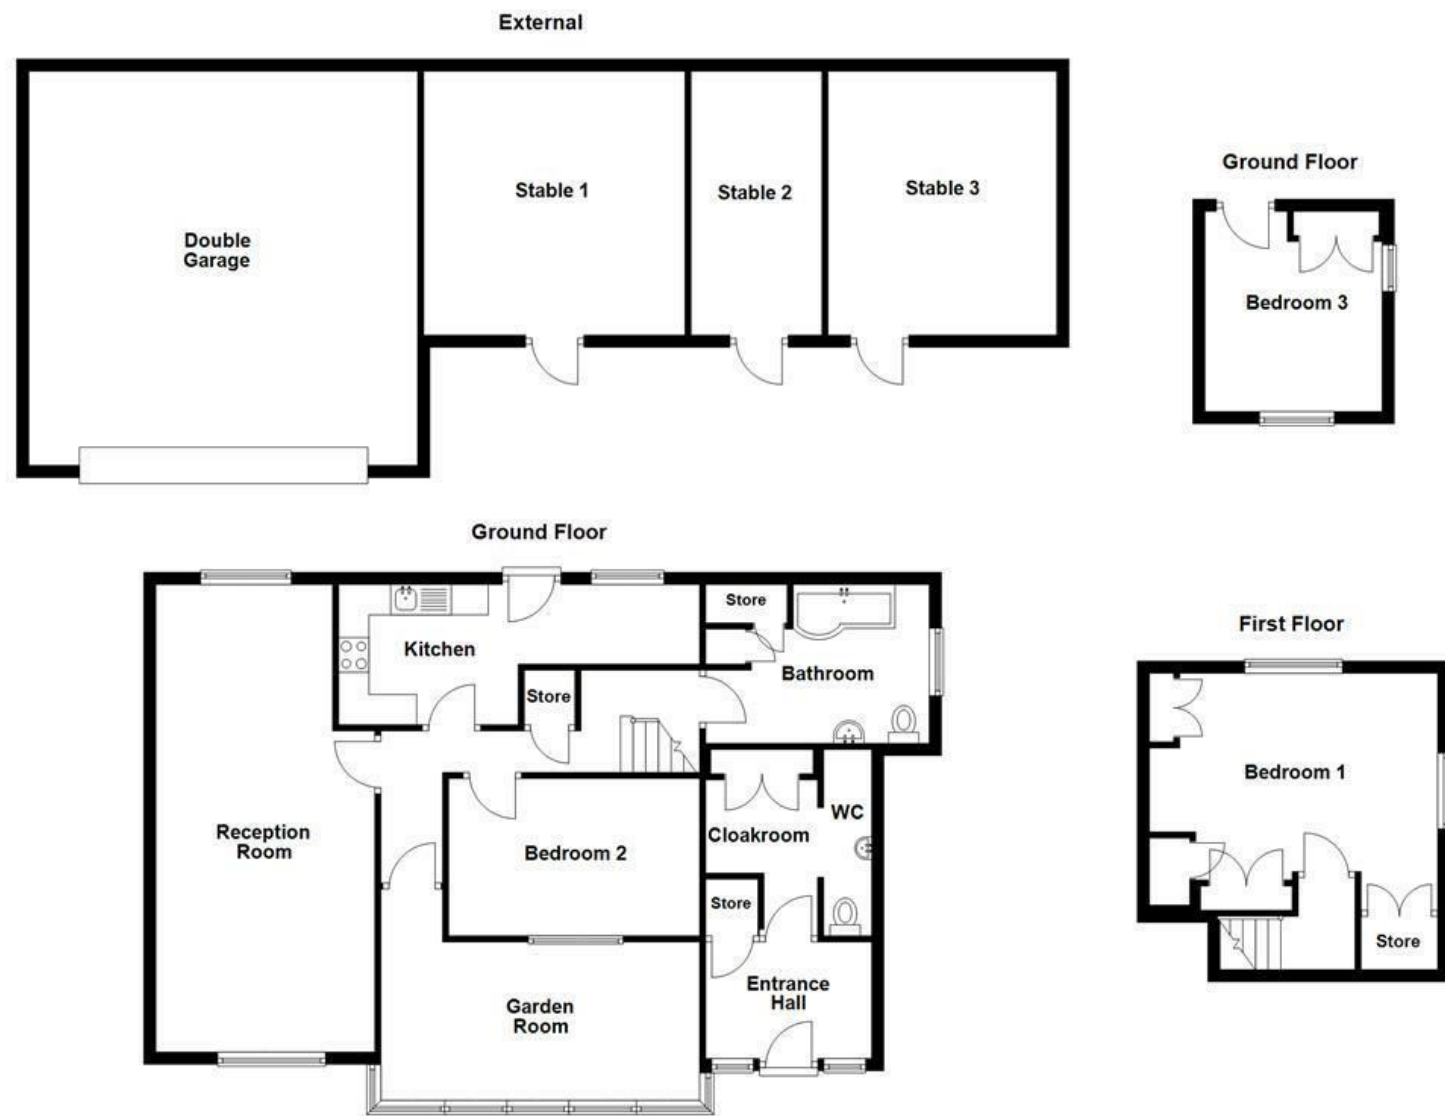 External
Double
Garage
Stable 1
Stable 2
Stable 3
Ground Floor
Bedroom 3
Ground Floor
Kitchen
Store
Store
Bathroom
Reception
Room
Bedroom 2
Cloakroom
WC
Store
Garden
Room
Entrance
Hall
First Floor
Bedroom 1
Store